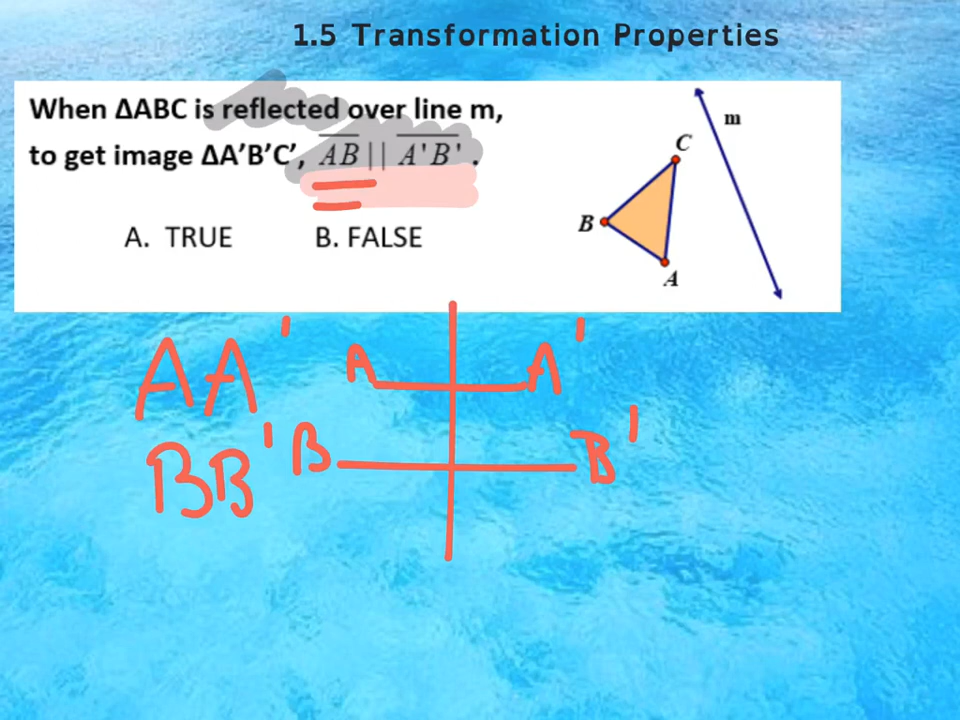 1.5 Transformation Properties
When ΔABC is reflected over line m,
to get image ΔA'B'C', AB || A'B'.
A. TRUE B. FALSE
m
C
B
A
AA' A A'
BB' B B'